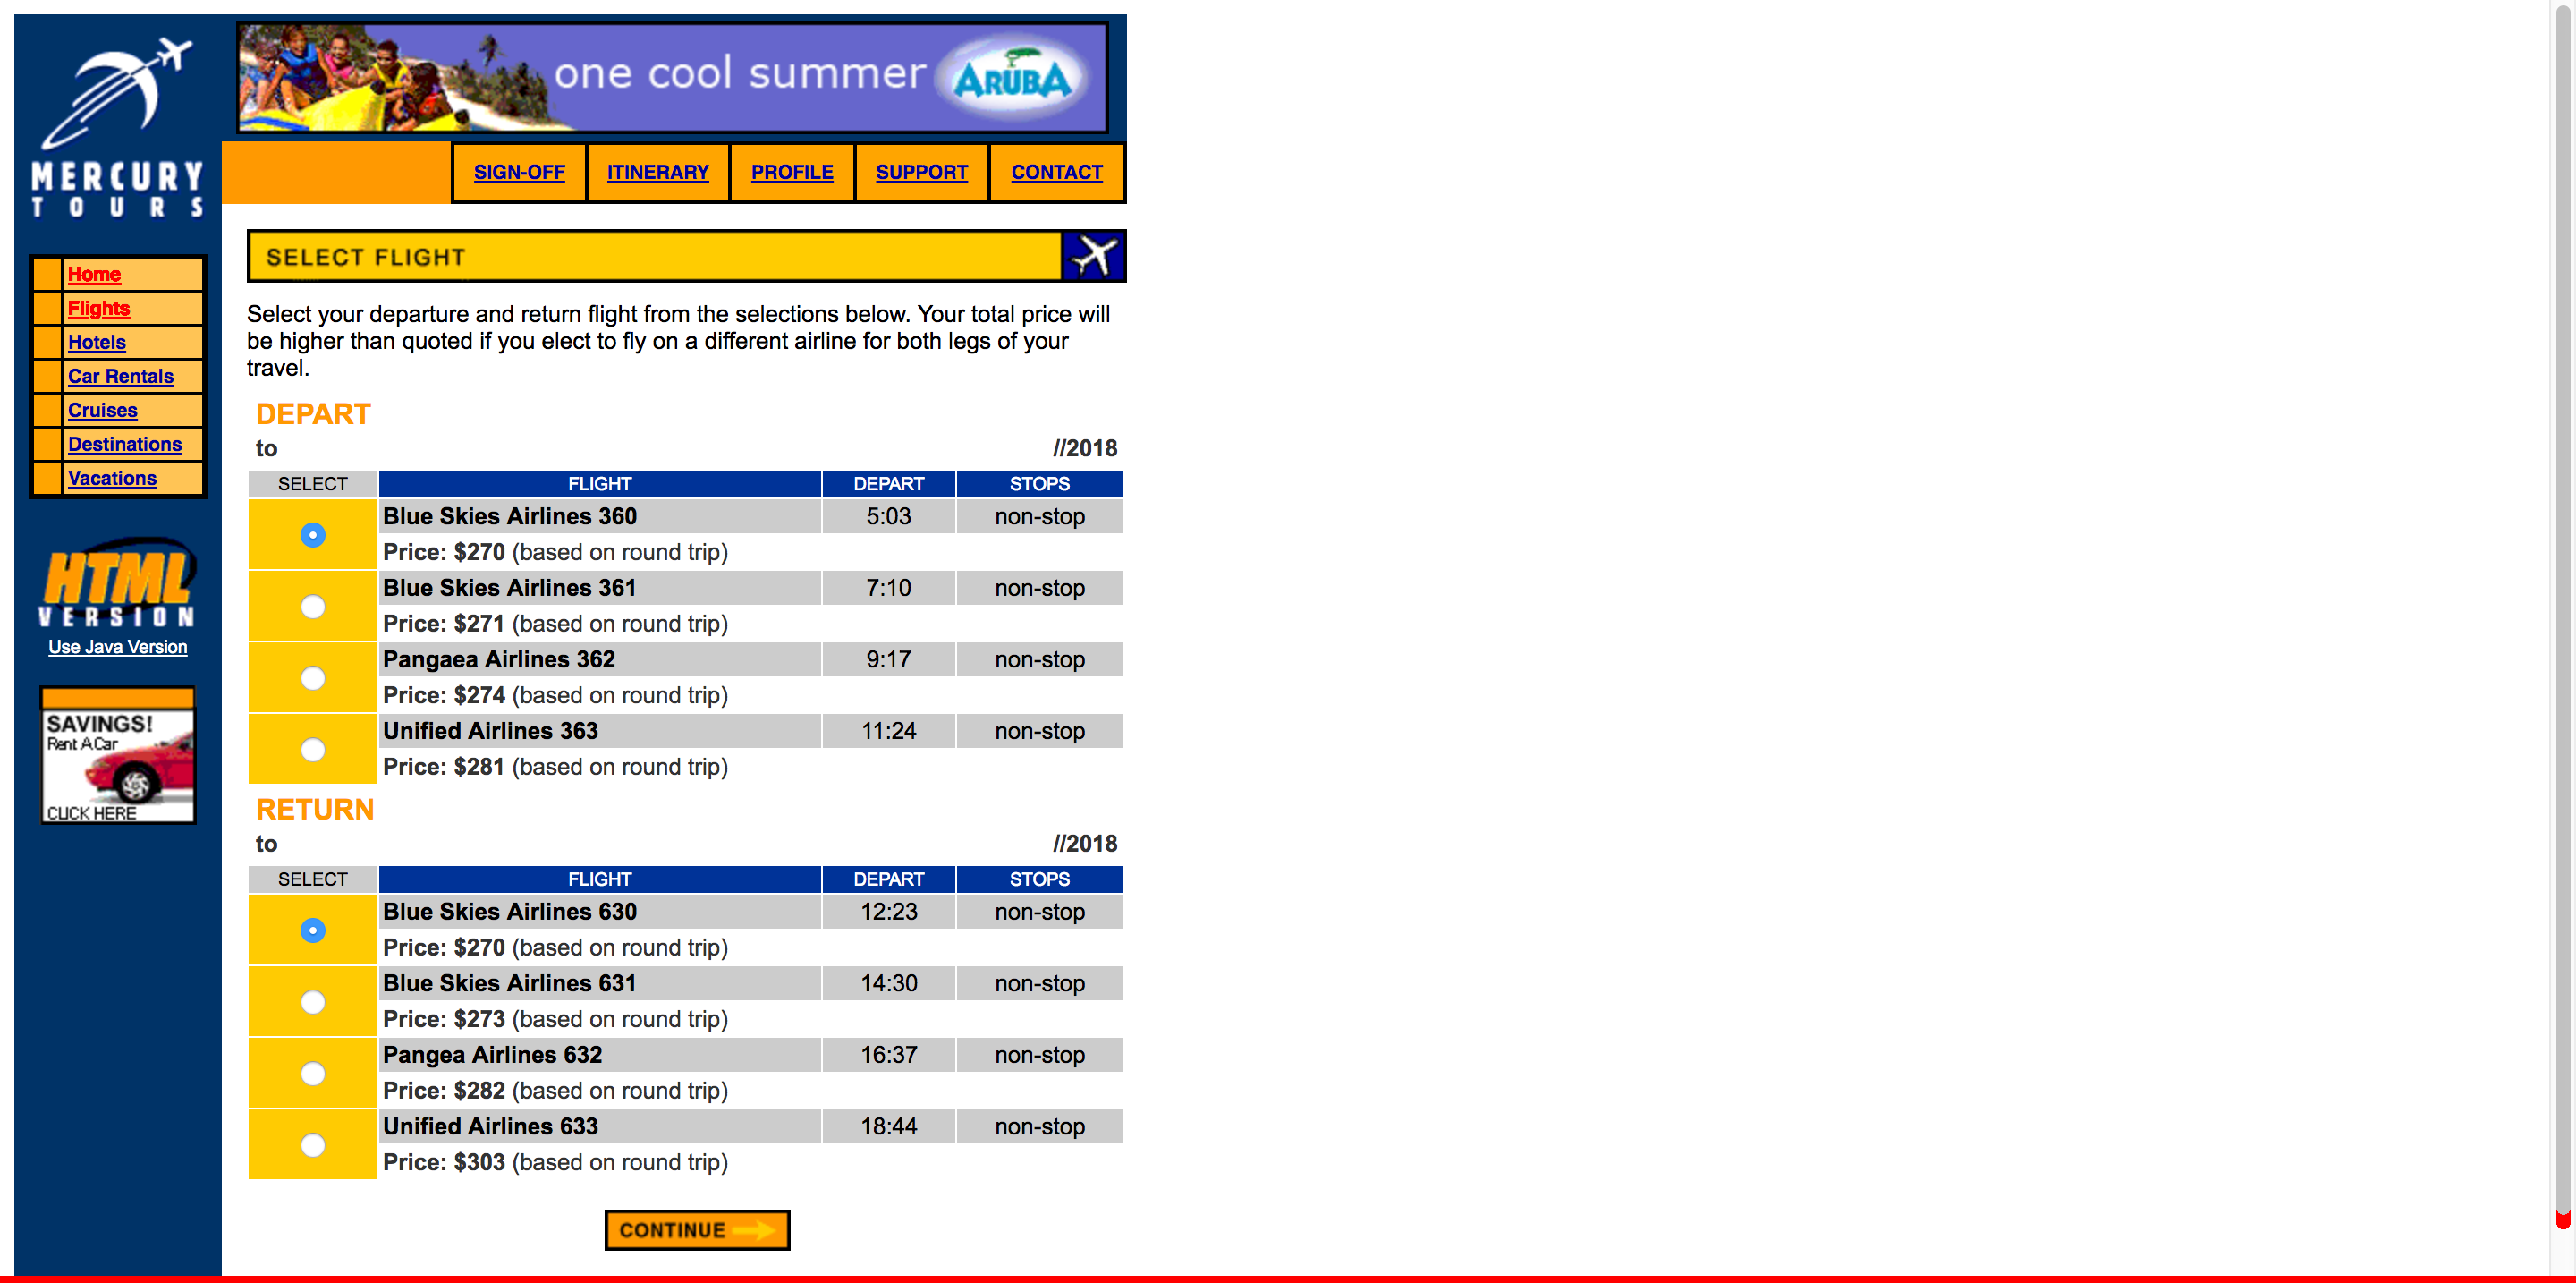 one cool summer ARUBA
MERCURY
TOURS
SIGN-OFF ITINERARY PROFILE SUPPORT CONTACT
Home
Flights
Hotels
Car Rentals
Cruises
Destinations
Vacations
HTML
VERSION
Use Java Version
SAVINGS!
Rent A Car
CLICK HERE
SELECT FLIGHT
Select your departure and return flight from the selections below. Your total price will
be higher than quoted if you elect to fly on a different airline for both legs of your
travel.
DEPART
to //2018
SELECT FLIGHT DEPART STOPS
Blue Skies Airlines 360 5:03 non-stop
Price: $270 (based on round trip)
Blue Skies Airlines 361 7:10 non-stop
Price: $271 (based on round trip)
Pangaea Airlines 362 9:17 non-stop
Price: $274 (based on round trip)
Unified Airlines 363 11:24 non-stop
Price: $281 (based on round trip)
RETURN
to //2018
SELECT FLIGHT DEPART STOPS
Blue Skies Airlines 630 12:23 non-stop
Price: $270 (based on round trip)
Blue Skies Airlines 631 14:30 non-stop
Price: $273 (based on round trip)
Pangea Airlines 632 16:37 non-stop
Price: $282 (based on round trip)
Unified Airlines 633 18:44 non-stop
Price: $303 (based on round trip)
CONTINUE